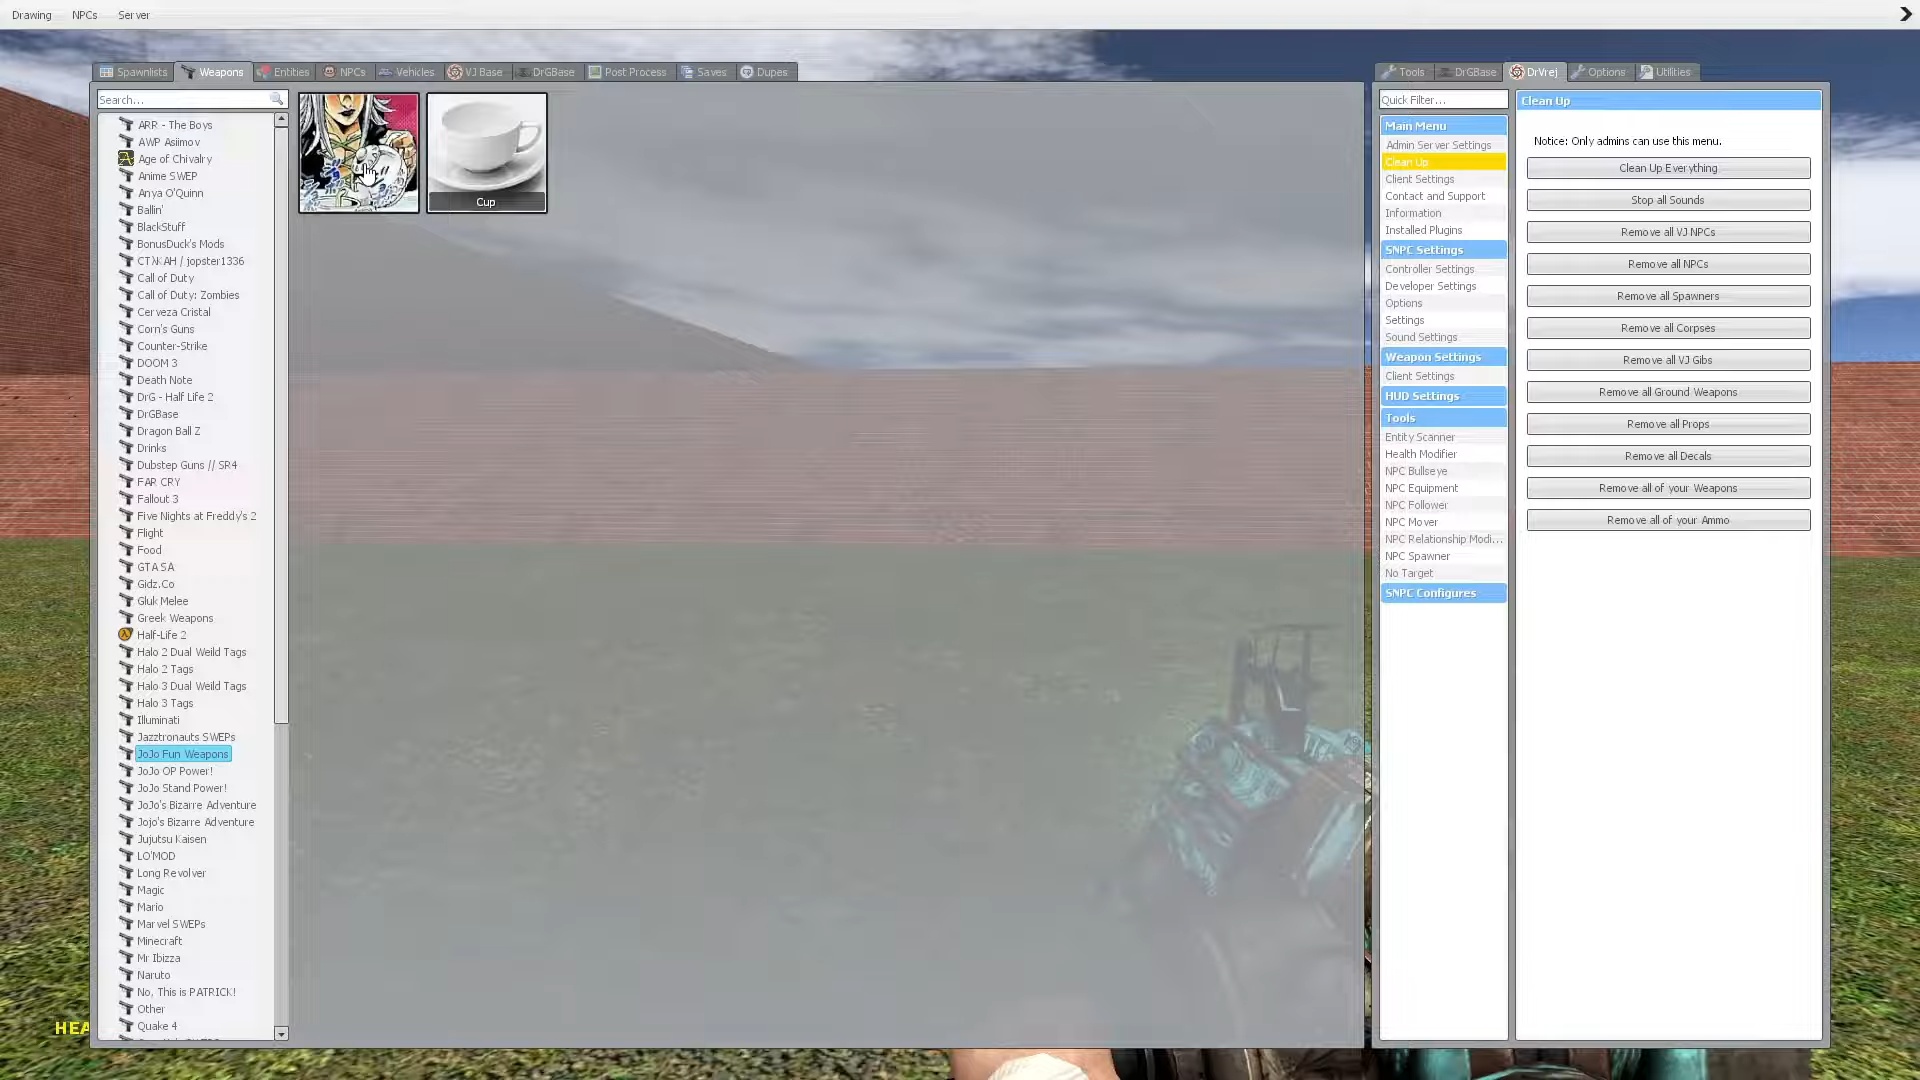 Drawing NPCs Server
Spawnlists Weapons Entities NPCs Vehicles VJ Base DrGBase Post Process Saves Dupes
Search...
ARR - The Boys
AWP Asiimov
Age of Chivalry
Anime SWEP
Anya O'Quinn
Ballin'
BlackStuff
BonusDuck's Mods
Call of Duty
Call of Duty: Zombies
Cerveza Cristal
Corn's Guns
Counter-Strike
DOOM 3
Death Note
DrG - Half Life 2
DrGBase
Dragon Ball Z
Drinks
Dubstep Guns // SR4
FAR CRY
Fallout 3
Five Nights at Freddy's 2
Flight
Food
GTA SA
Gidz.Co
Gluk Melee
Greek Weapons
Half-Life 2
Halo 2 Dual Weild Tags
Halo 2 Tags
Halo 3 Dual Weild Tags
Halo 3 Tags
Illuminati
Jazztronauts SWEPs
JoJo Fun Weapons
JoJo OP Power!
JoJo Stand Power!
JoJo's Bizarre Adventure
Jojo's Bizarre Adventure
Jujutsu Kaisen
LO'MOD
Long Revolver
Magic
Mario
Marvel SWEPs
Minecraft
Mr Ibizza
Naruto
No, This is PATRICK!
Other
Quake 4
Cup
HEA
Tools DrGBase DrVrej Options Utilities
Quick Filter...
Main Menu
Admin Server Settings
Clean Up
Client Settings
Contact and Support
Information
Installed Plugins
SNPC Settings
Controller Settings
Developer Settings
Options
Settings
Sound Settings
Weapon Settings
Client Settings
HUD Settings
Tools
Entity Scanner
Health Modifier
NPC Bullseye
NPC Equipment
NPC Follower
NPC Mover
NPC Relationship Modi...
NPC Spawner
No Target
SNPC Configures
Clean Up
Notice: Only admins can use this menu.
Clean Up Everything
Stop all Sounds
Remove all VJ NPCs
Remove all NPCs
Remove all Spawners
Remove all Corpses
Remove all VJ Gibs
Remove all Ground Weapons
Remove all Props
Remove all Decals
Remove all of your Weapons
Remove all of your Ammo